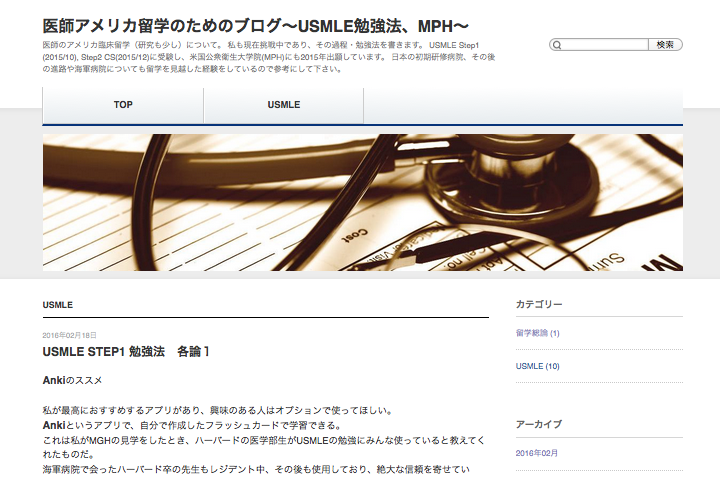 医師アメリカ留学のためのブログ〜USMLE勉強法、MPH〜
医師のアメリカ臨床留学（研究も少し）について。 私も現在挑戦中であり、その過程・勉強法を書きます。 USMLE Step1
(2015/10), Step2 CS(2015/12)に受験し、米国公衆衛生大学院(MPH)にも2015年出願しています。 日本の初期研修病院、その後
の進路や海軍病院についても留学を見越した経験をしているので参考にして下さい。
検索
TOP
USMLE
Cost
Cell no
USMLE
2016年02月18日
USMLE STEP1 勉強法　各論１
Ankiのススメ
私が最高におすすめするアプリがあり、興味のある人はオプションで使ってほしい。
Ankiというアプリで、自分で作成したフラッシュカードで学習できる。
これは私がMGHの見学をしたとき、ハーバードの医学部生がUSMLEの勉強にみんな使っていると教えてく
れたものだ。
海軍病院で会ったハーバード卒の先生もレジデント中、その後も使用しており、絶大な信頼を寄せてい
カテゴリー
留学総論 (1)
USMLE (10)
アーカイブ
2016年02月